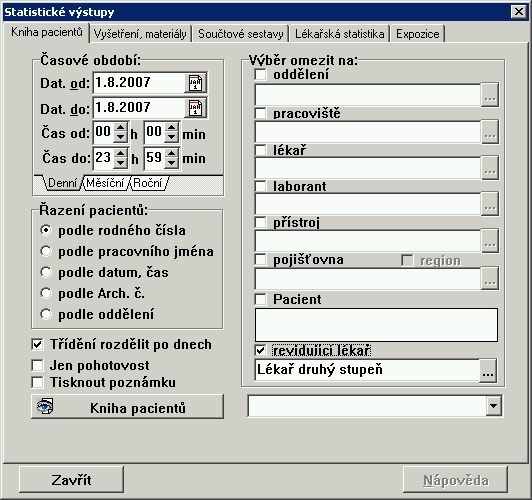 Statistické výstupy
Kniha pacientů Vyšetření, materiály Součtové sestavy Lékařská statistika Expozice
Časové období:
Dat. od: 1.8.2007
Dat. do: 1.8.2007
Čas od: 00 h 00 min
Čas do: 23 h 59 min
Denní Měsíční Roční
Řazení pacientů:
podle rodného čísla
podle pracovního jména
podle datum, čas
podle Arch. č.
podle oddělení
Třídění rozdělit po dnech
Jen pohotovost
Tisknout poznámku
Kniha pacientů
Výběr omezit na:
oddělení
...
pracoviště
...
lékař
...
laborant
...
přístroj
...
pojišťovna region
...
Pacient
revidující lékař
Lékař druhý stupeň ...
Zavřít Nápověda